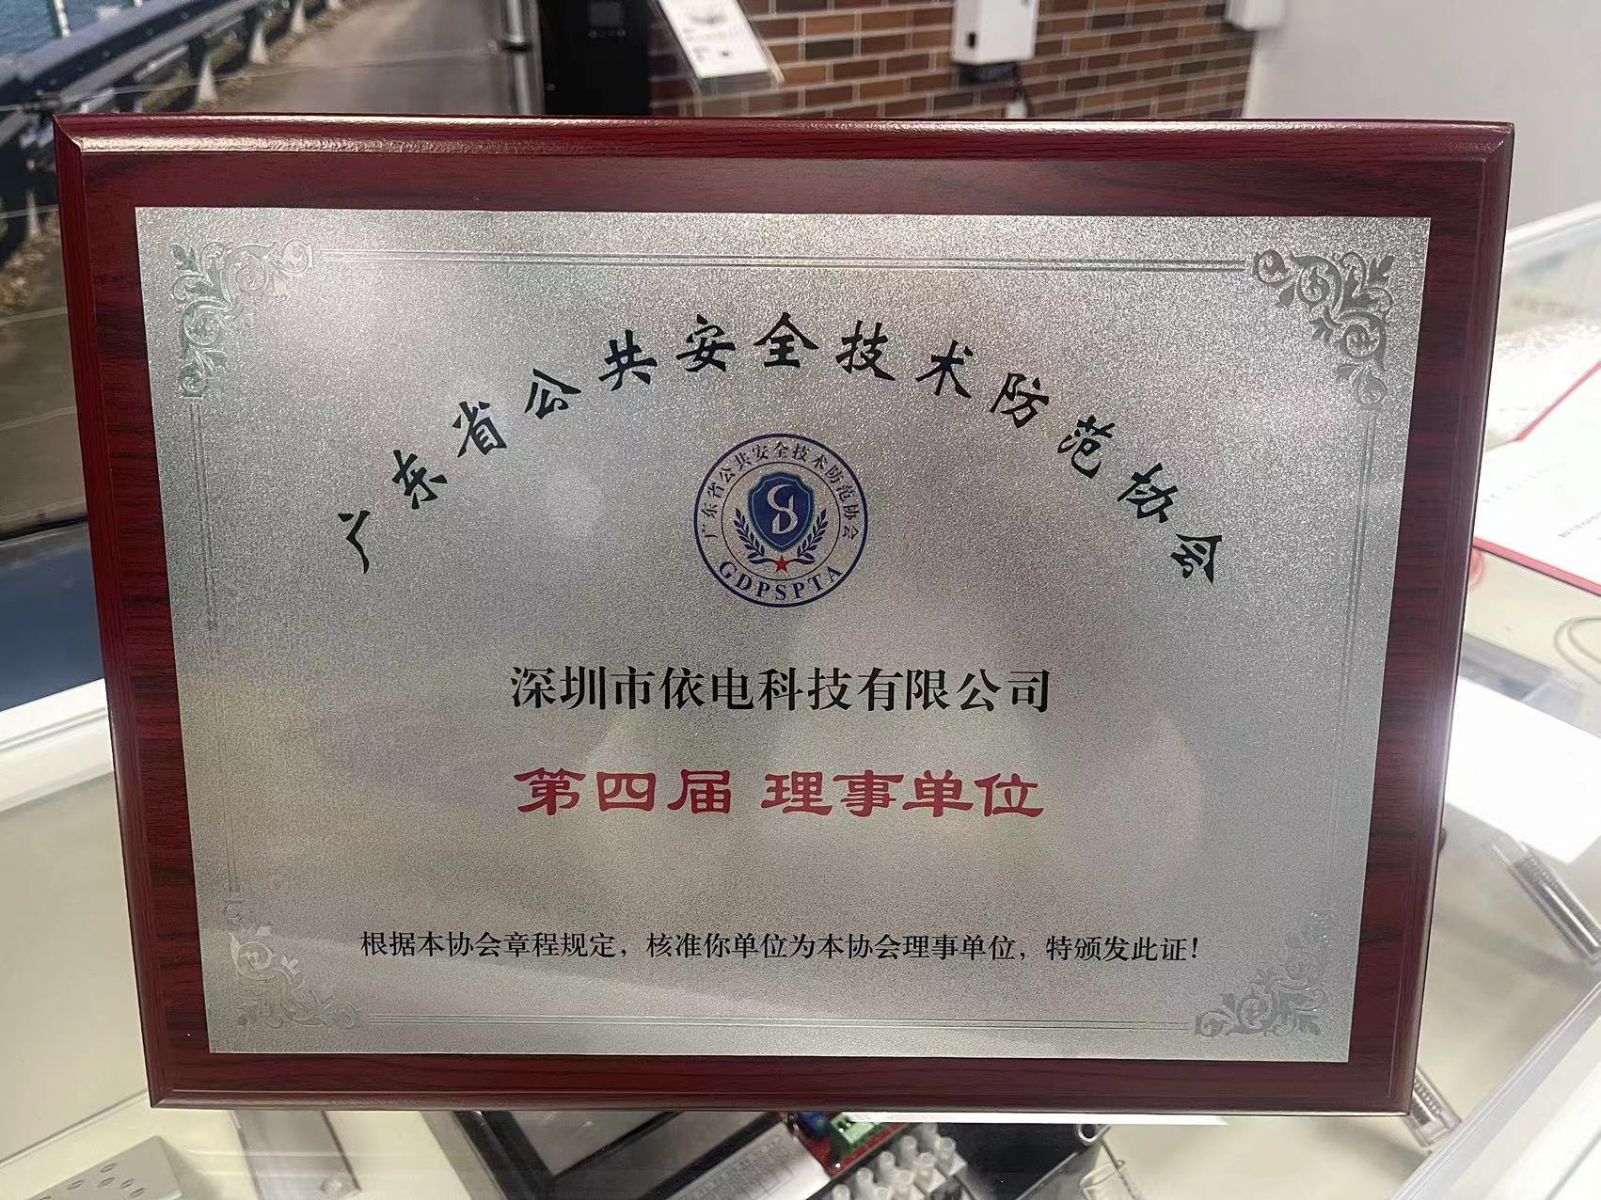 广东省公共安全技术防范协会
广东省公共安全技术防范协会
GDPSPTA
深圳市依电科技有限公司
第四届 理事单位
根据本协会章程规定，核准你单位为本协会理事单位，特颁发此证！